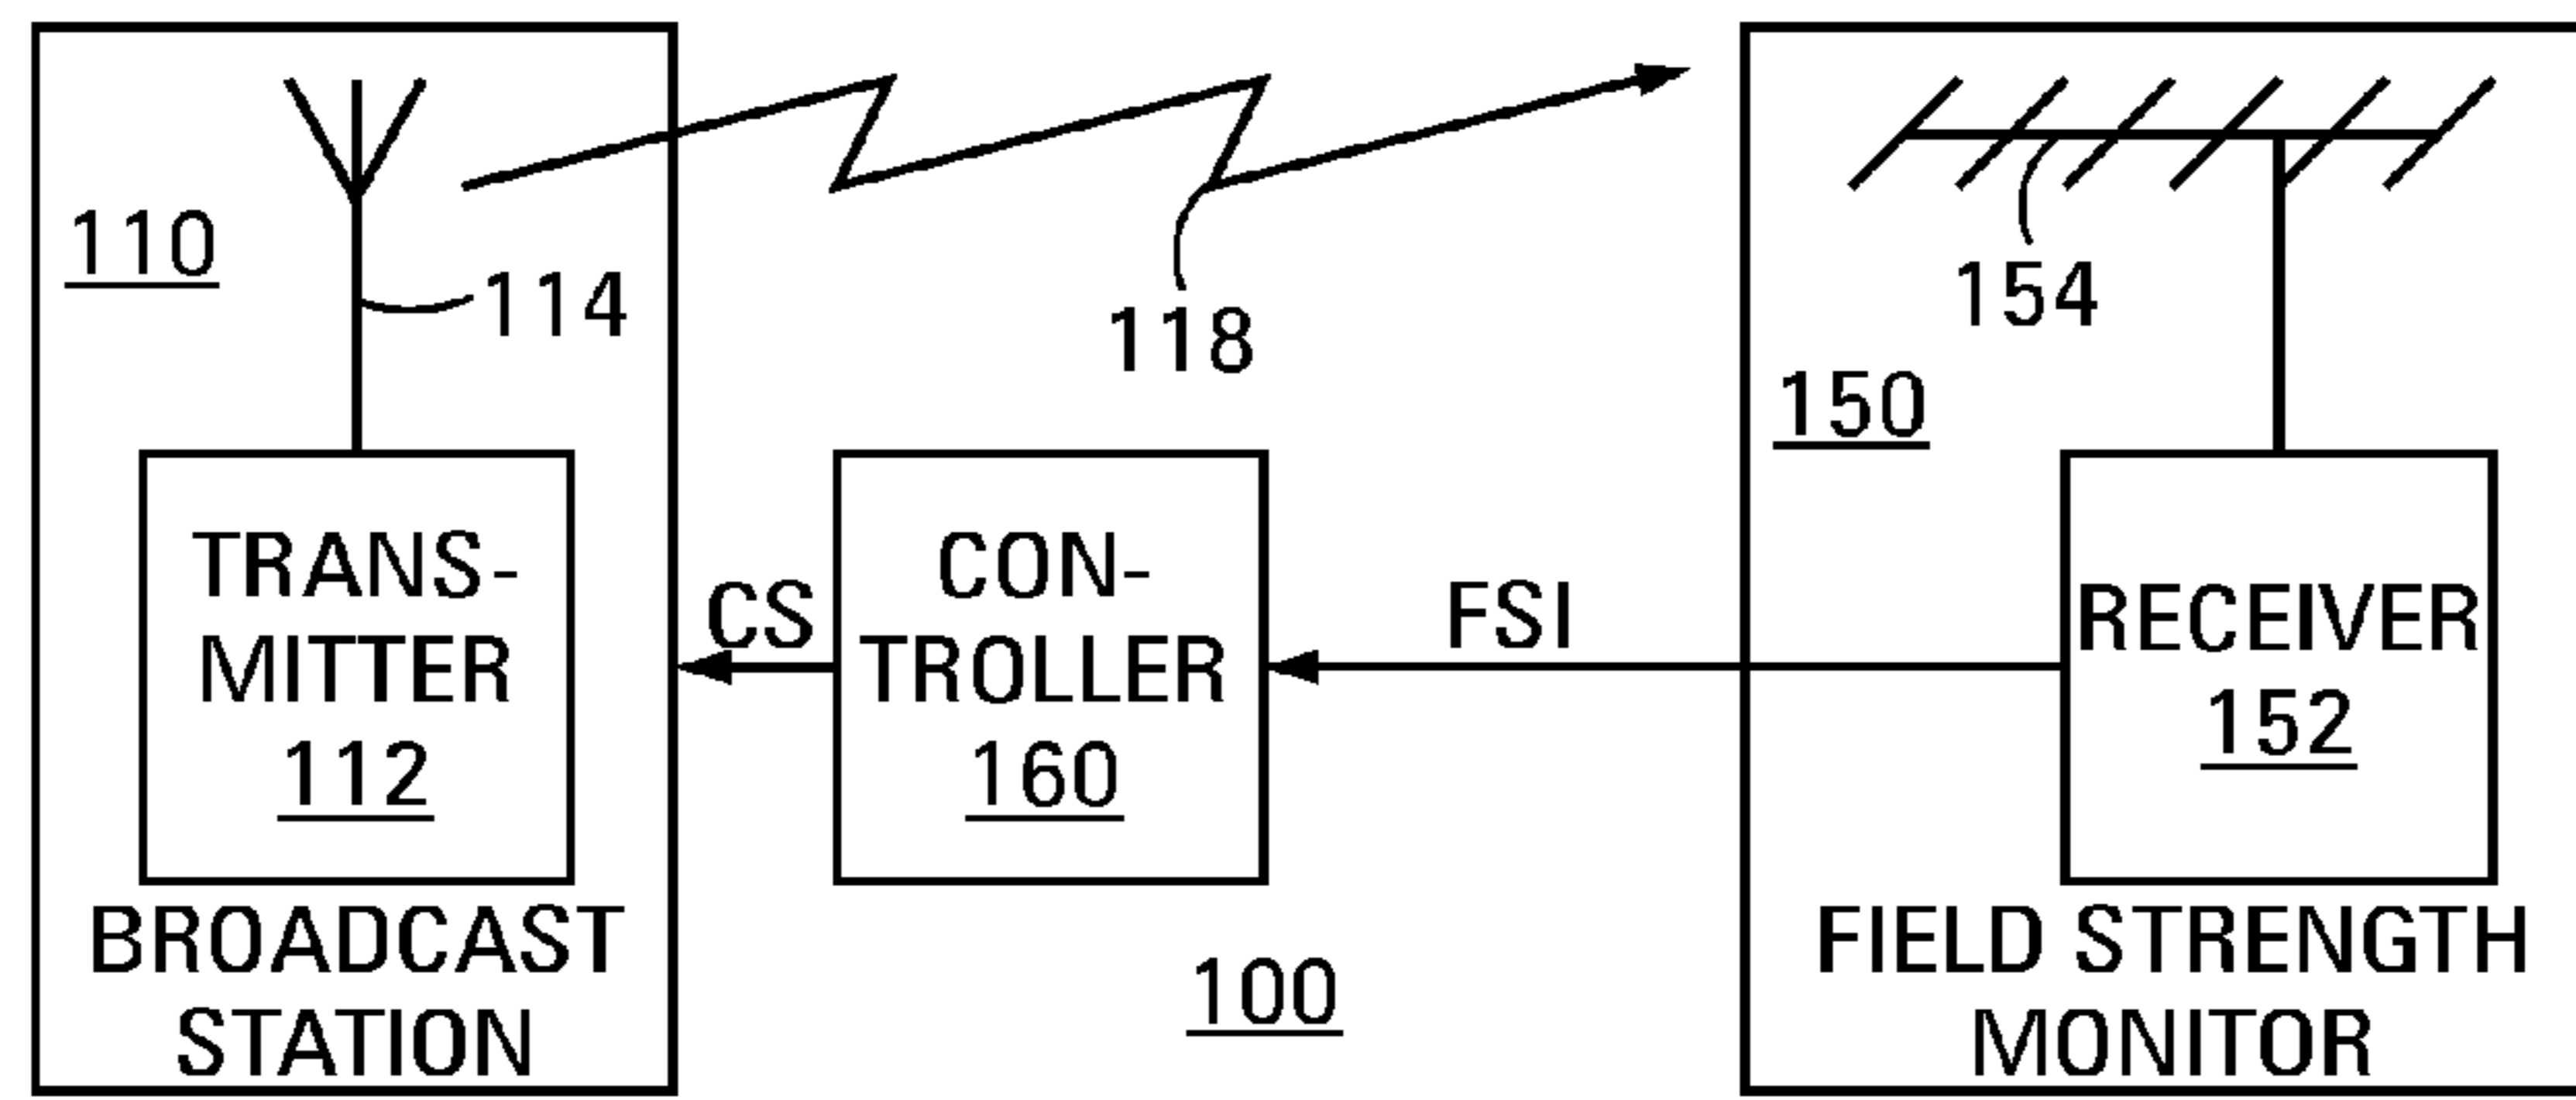 110
114
118
154
150
TRANS-
MITTER
112
CS
CON-
TROLLER
160
FSI
RECEIVER
152
BROADCAST
STATION
100
FIELD STRENGTH
MONITOR